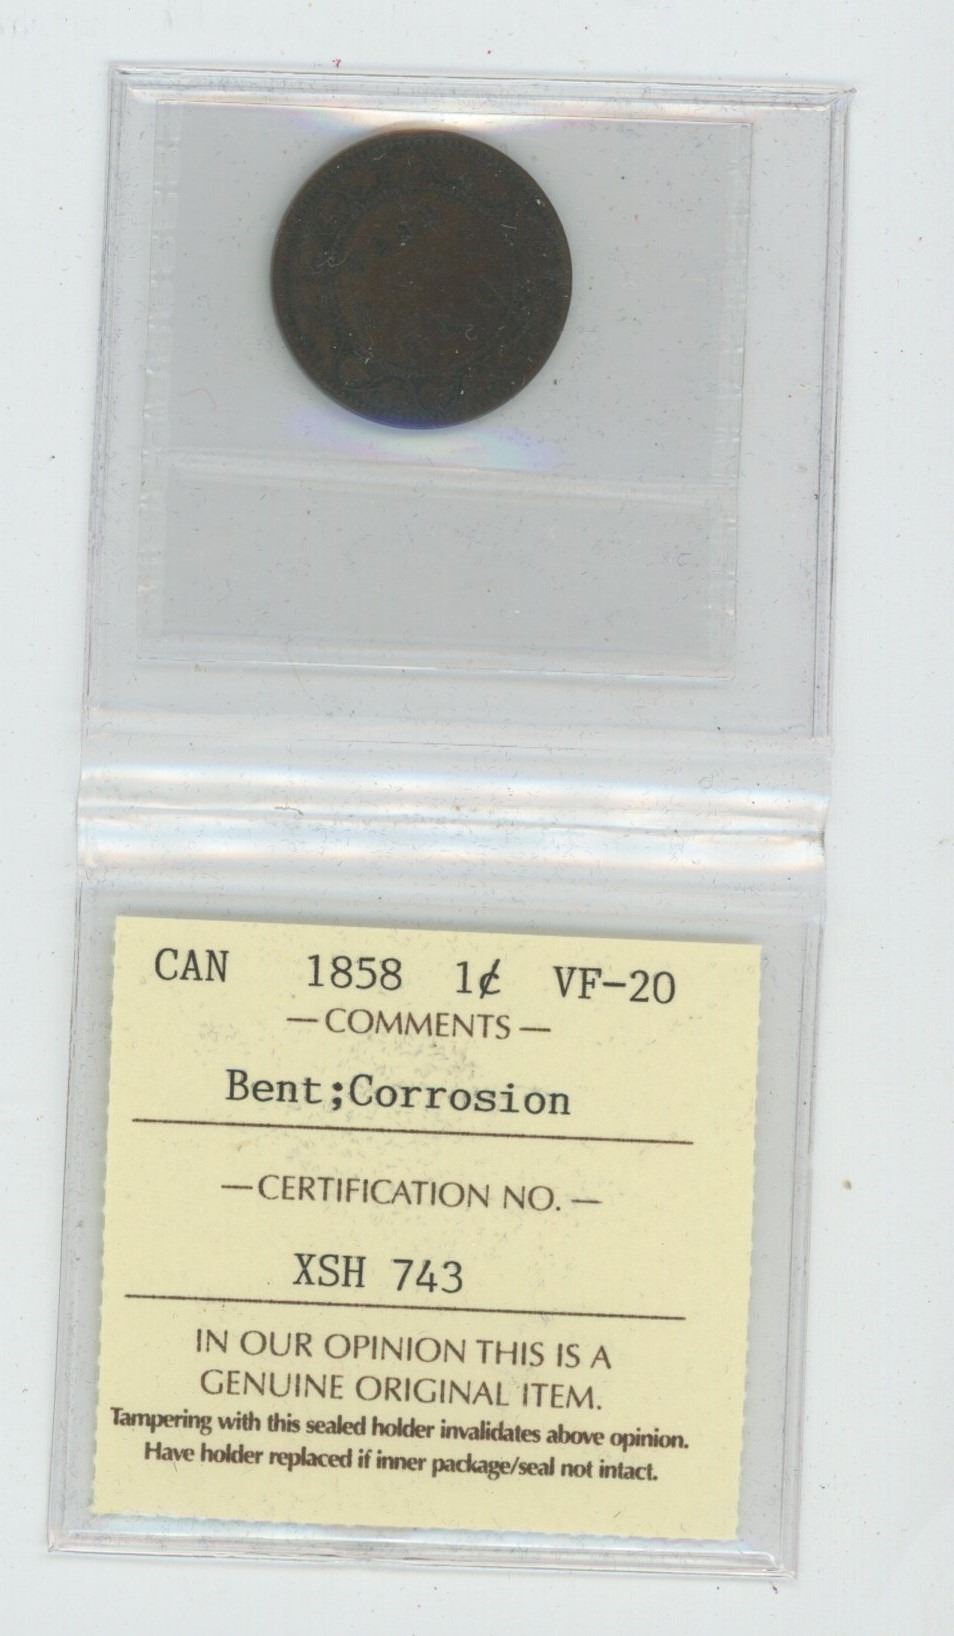 CAN 1858 1¢ VF-20
—COMMENTS—
Bent;Corrosion
—CERTIFICATION NO.—
XSH 743
IN OUR OPINION THIS IS A
GENUINE ORIGINAL ITEM.
Tampering with this sealed holder invalidates above opinion.
Have holder replaced if inner package/seal not intact.